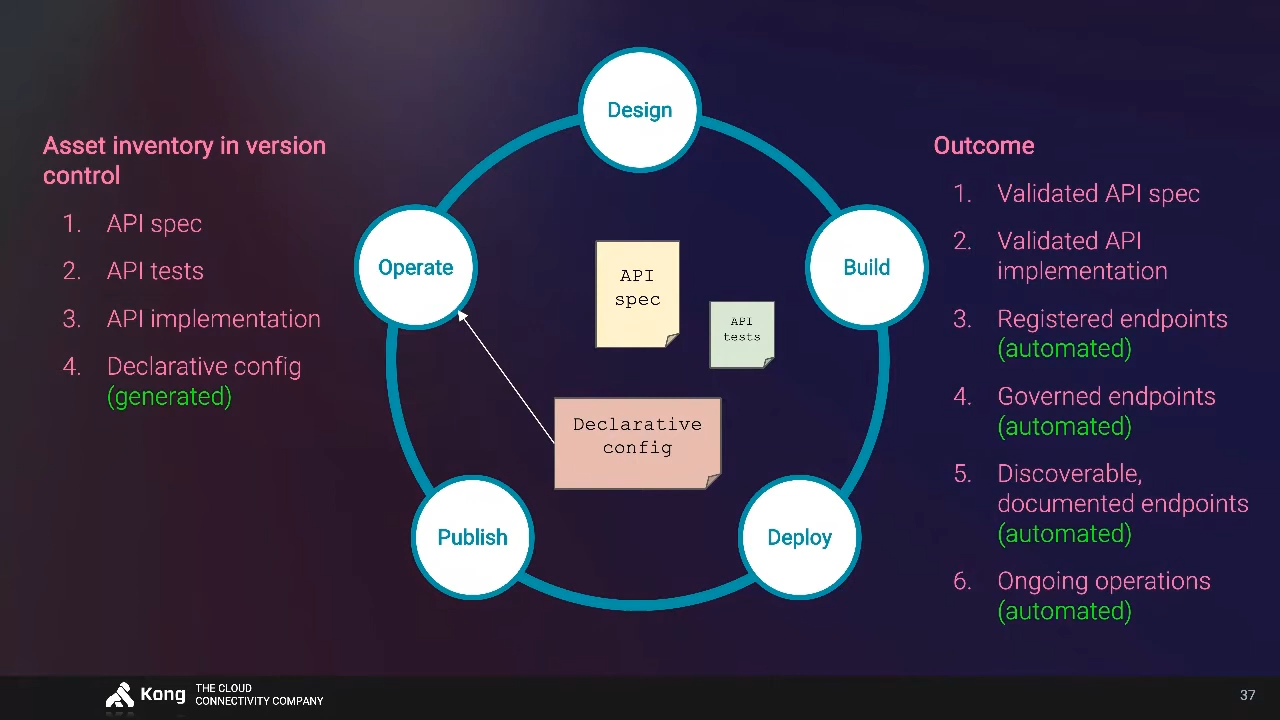 Asset inventory in version
control
1. API spec
2. API tests
3. API implementation
4. Declarative config
(generated)
Design
Operate
Build
API
spec
API
tests
Declarative
config
Publish
Deploy
Outcome
1. Validated API spec
2. Validated API
implementation
3. Registered endpoints
(automated)
4. Governed endpoints
(automated)
5. Discoverable,
documented endpoints
(automated)
6. Ongoing operations
(automated)
Kong
THE CLOUD
CONNECTIVITY COMPANY
37